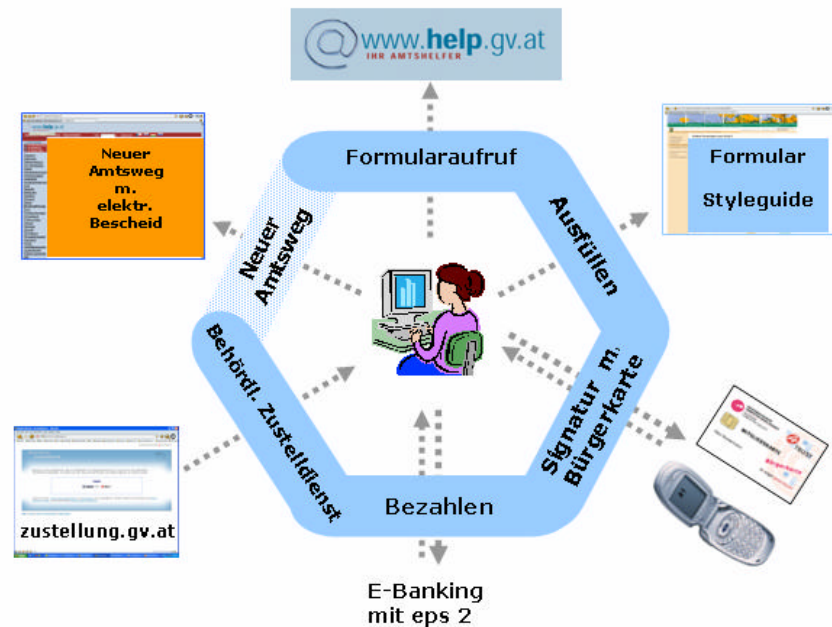 @www.help.gv.at
IHR AMTSHELFER
Neuer
Amtsweg
m.
elektr.
Bescheid
Formularaufruf
Formular
Styleguide
Ausfüllen
Neuer
Amtsweg
Behördl. Zustelldienst
Signatur m.
Bürgerkarte
Bezahlen
zustellung.gv.at
E-Banking
mit eps 2